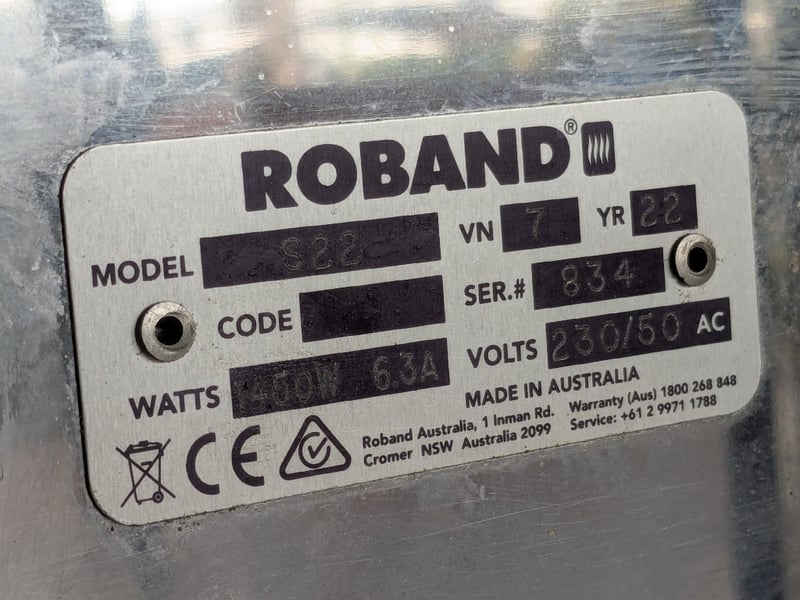 ROBAND®
MODEL S22 VN 7 YR 22
CODE SER.# 834
WATTS 1450W 6.3A VOLTS 230/50 AC
MADE IN AUSTRALIA
CE
Roband Australia, 1 Inman Rd. Warranty (Aus) 1800 268 848
Cromer NSW Australia 2099 Service: +61 2 9971 1788